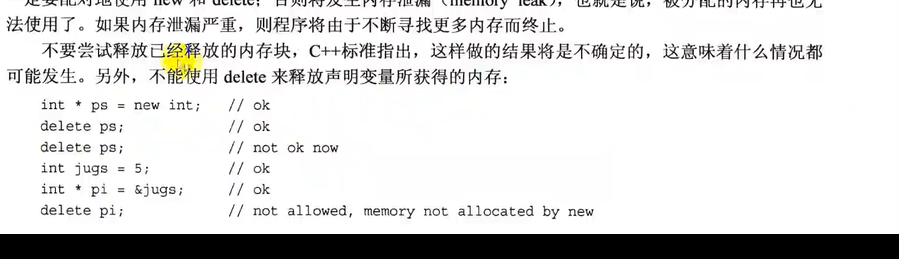 一定要配对地使用 new 和 delete；否则将发生内存泄漏（memory leak），也就是说，被分配的内存再也无
法使用了。如果内存泄漏严重，则程序将由于不断寻找更多内存而终止。
不要尝试释放已经释放的内存块，C++标准指出，这样做的结果将是不确定的，这意味着什么情况都
可能发生。另外，不能使用 delete 来释放声明变量所获得的内存：
int * ps = new int;   // ok
delete ps;            // ok
delete ps;            // not ok now
int jugs = 5;         // ok
int * pi = &jugs;     // ok
delete pi;            // not allowed, memory not allocated by new